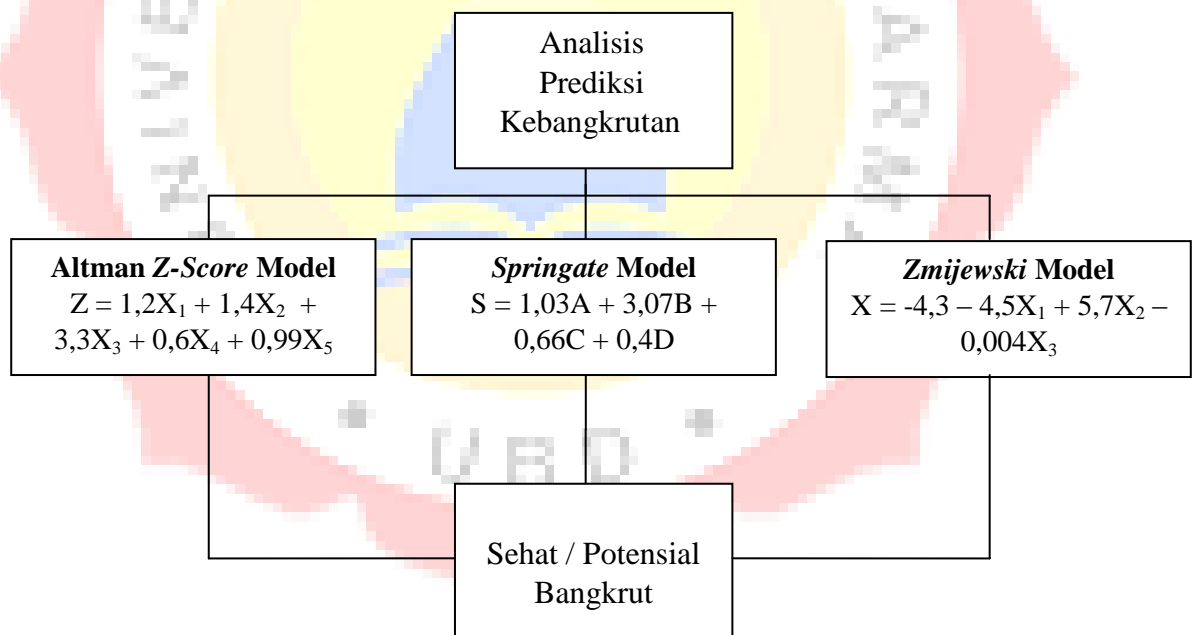 Analisis
Prediksi
Kebangkrutan
Altman Z-Score Model
Z = 1,2X₁ + 1,4X₂ +
3,3X₃ + 0,6X₄ + 0,99X₅
Springate Model
S = 1,03A + 3,07B +
0,66C + 0,4D
Zmijewski Model
X = -4,3 – 4,5X₁ + 5,7X₂ –
0,004X₃
UBD
Sehat / Potensial
Bangkrut